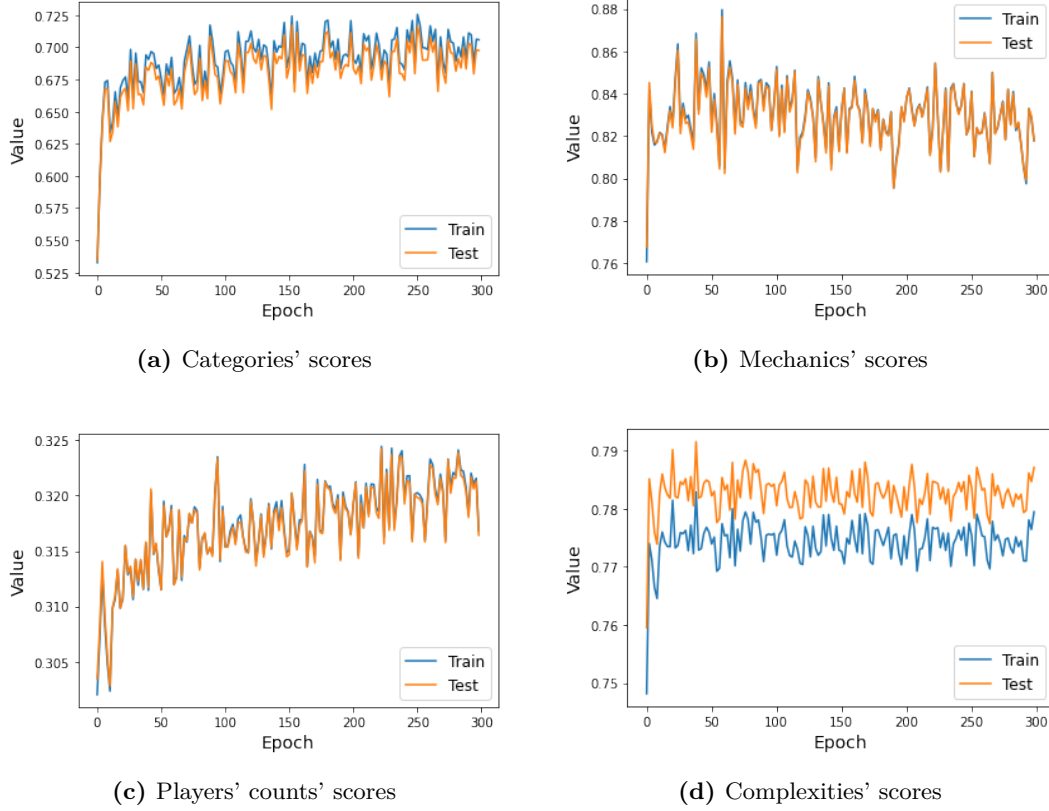 0.725
0.700
0.675
0.650
0.625
0.600
0.575
0.550
0.525
Value
0
50
100
150
200
250
300
Epoch
Train
Test
(a) Categories’ scores
0.88
0.86
0.84
0.82
0.80
0.78
0.76
Value
0
50
100
150
200
250
300
Epoch
Train
Test
(b) Mechanics’ scores
0.325
0.320
0.315
0.310
0.305
Value
0
50
100
150
200
250
300
Epoch
Train
Test
(c) Players’ counts’ scores
0.79
0.78
0.77
0.76
0.75
Value
0
50
100
150
200
250
300
Epoch
Train
Test
(d) Complexities’ scores